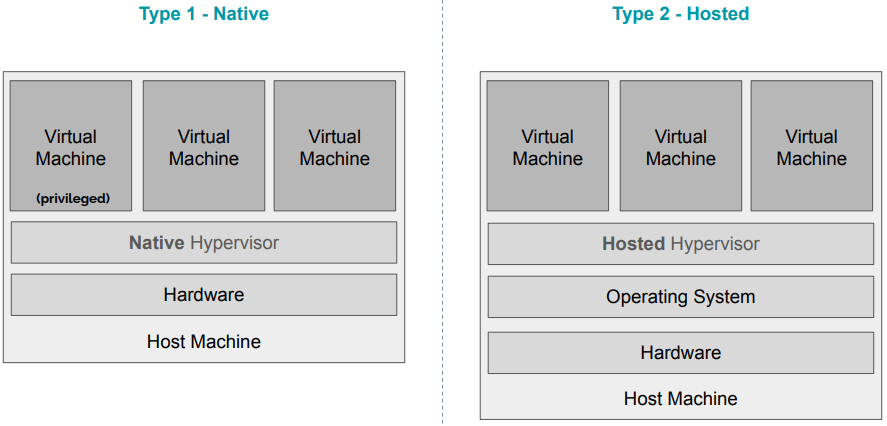 Type 1 - Native
Virtual
Machine
(privileged)
Virtual
Machine
Virtual
Machine
Native Hypervisor
Hardware
Host Machine
Type 2 - Hosted
Virtual
Machine
Virtual
Machine
Virtual
Machine
Hosted Hypervisor
Operating System
Hardware
Host Machine